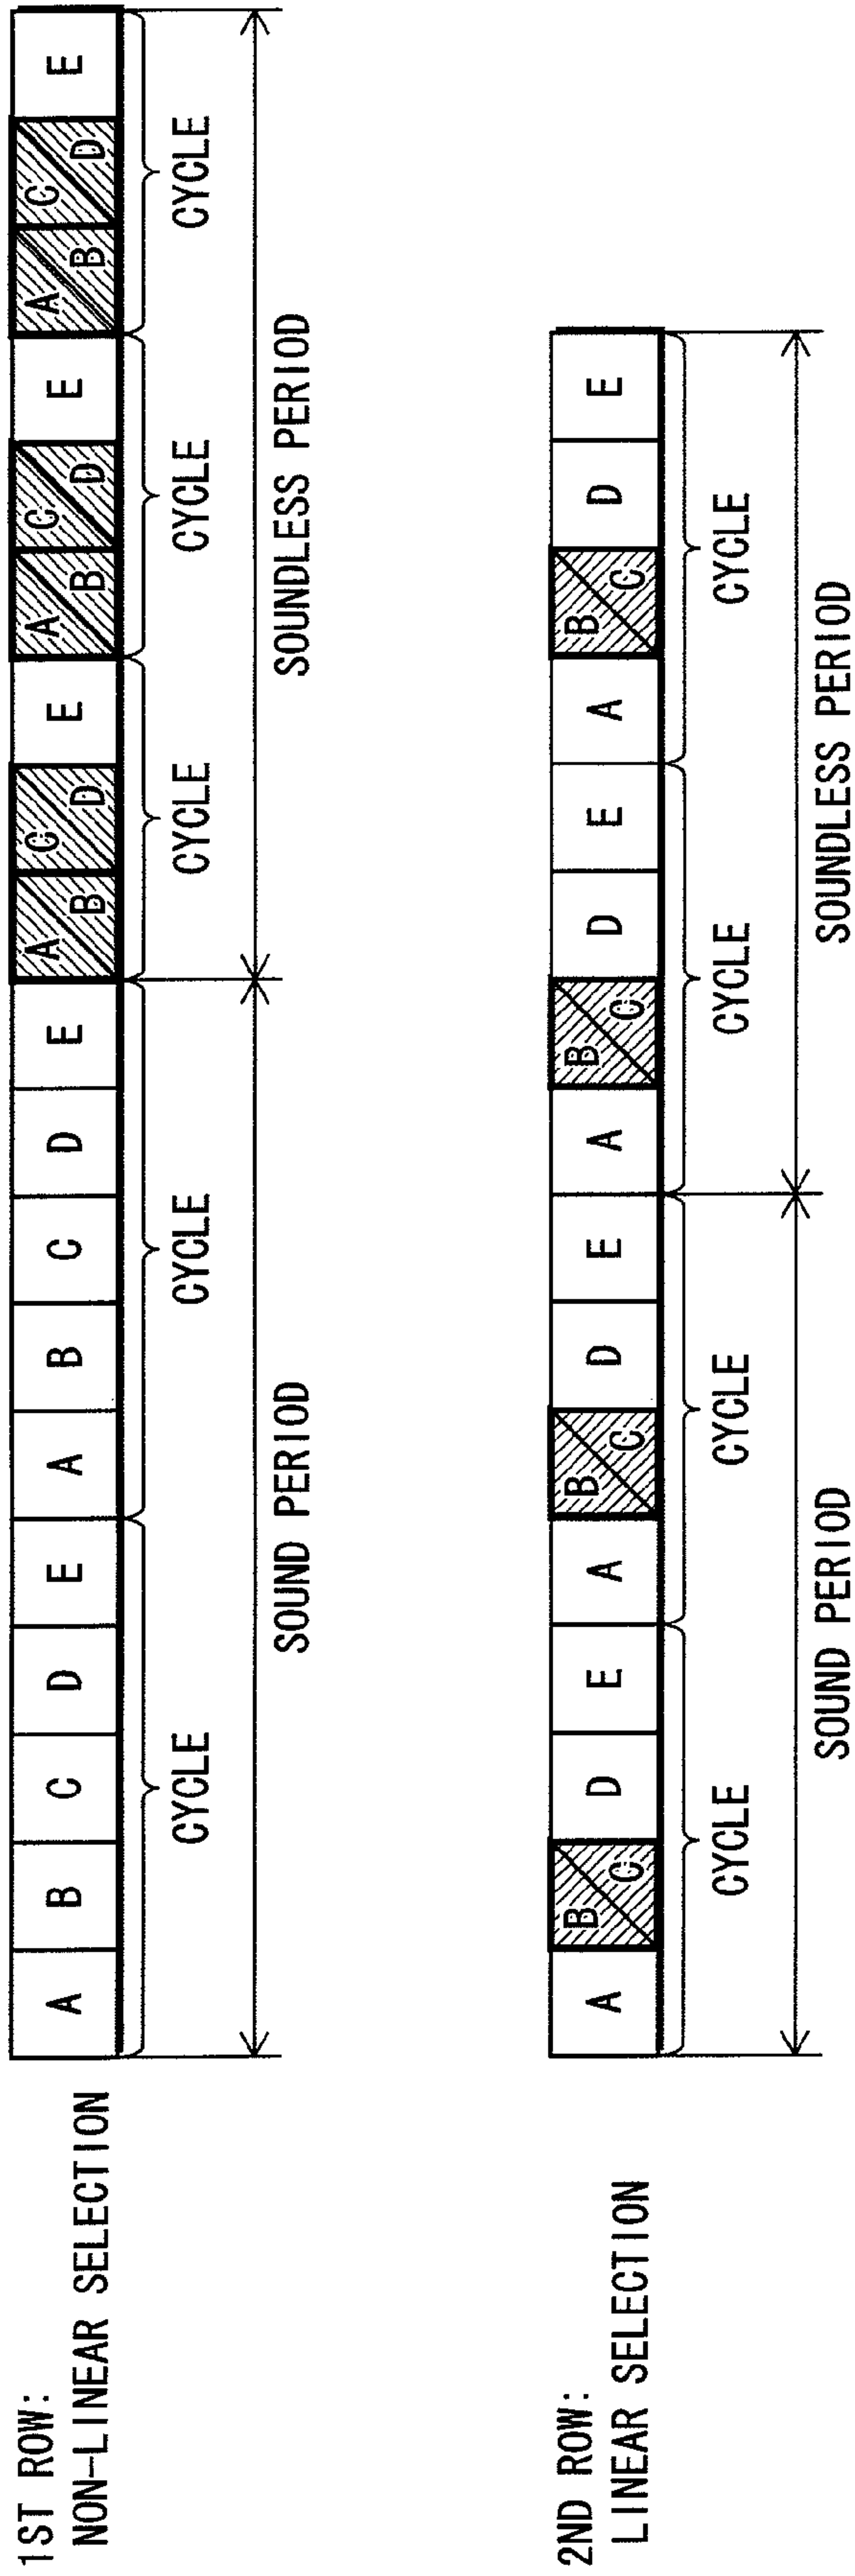 1ST ROW:
NON-LINEAR SELECTION
A B C D E A B C D E A B C D E A B C D E A B C D E
CYCLE CYCLE CYCLE CYCLE CYCLE
SOUND PERIOD SOUNDLESS PERIOD
2ND ROW:
LINEAR SELECTION
A B C D E A B C D E A B C D E A B C D E
CYCLE CYCLE CYCLE CYCLE
SOUND PERIOD SOUNDLESS PERIOD